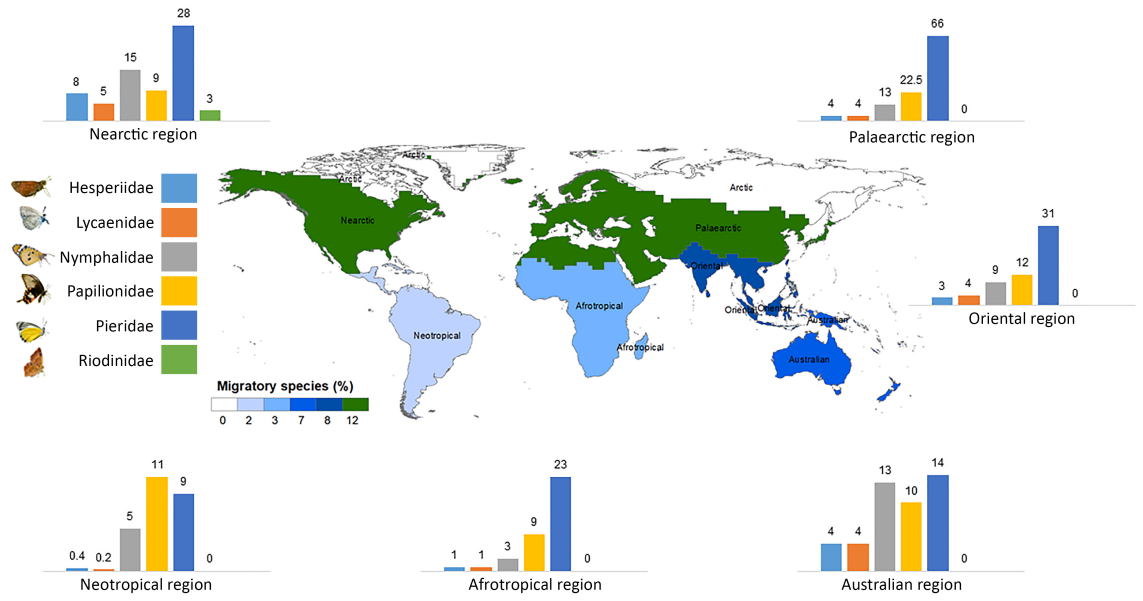 28
15
8
5
9
3
Nearctic region
66
22.5
13
4
4
0
Palaearctic region
Hesperiidae
Lycaenidae
Nymphalidae
Papilionidae
Pieridae
Riodinidae
Arctic
Arctic
Arctic
Nearctic
Palaearctic
Oriental
Oriental
Oriental
Afrotropical
Afrotropical
Neotropical
Australian
Australian
Migratory species (%)
0 2 3 7 8 12
31
12
9
3
4
0
Oriental region
0.4
0.2
5
11
9
0
Neotropical region
1
1
3
9
23
0
Afrotropical region
4
4
13
10
14
0
Australian region